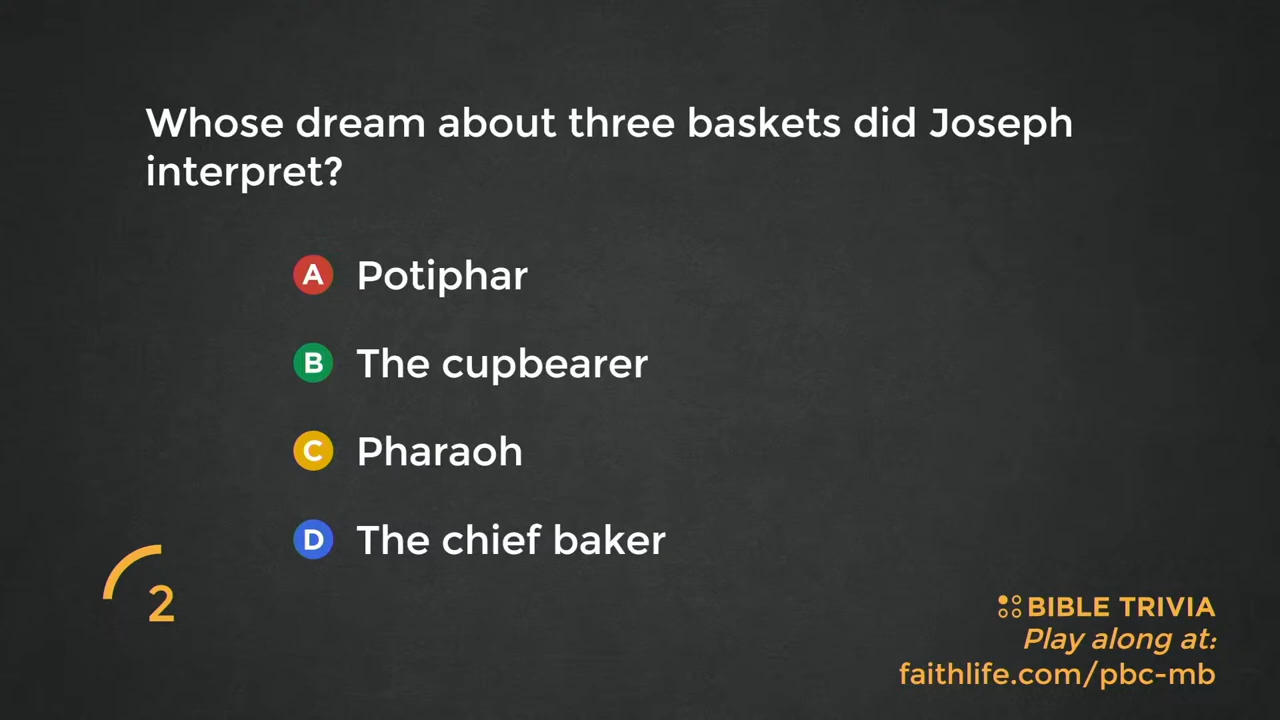 Whose dream about three baskets did Joseph
interpret?
A Potiphar
B The cupbearer
C Pharaoh
D The chief baker
2
BIBLE TRIVIA
Play along at:
faithlife.com/pbc-mb